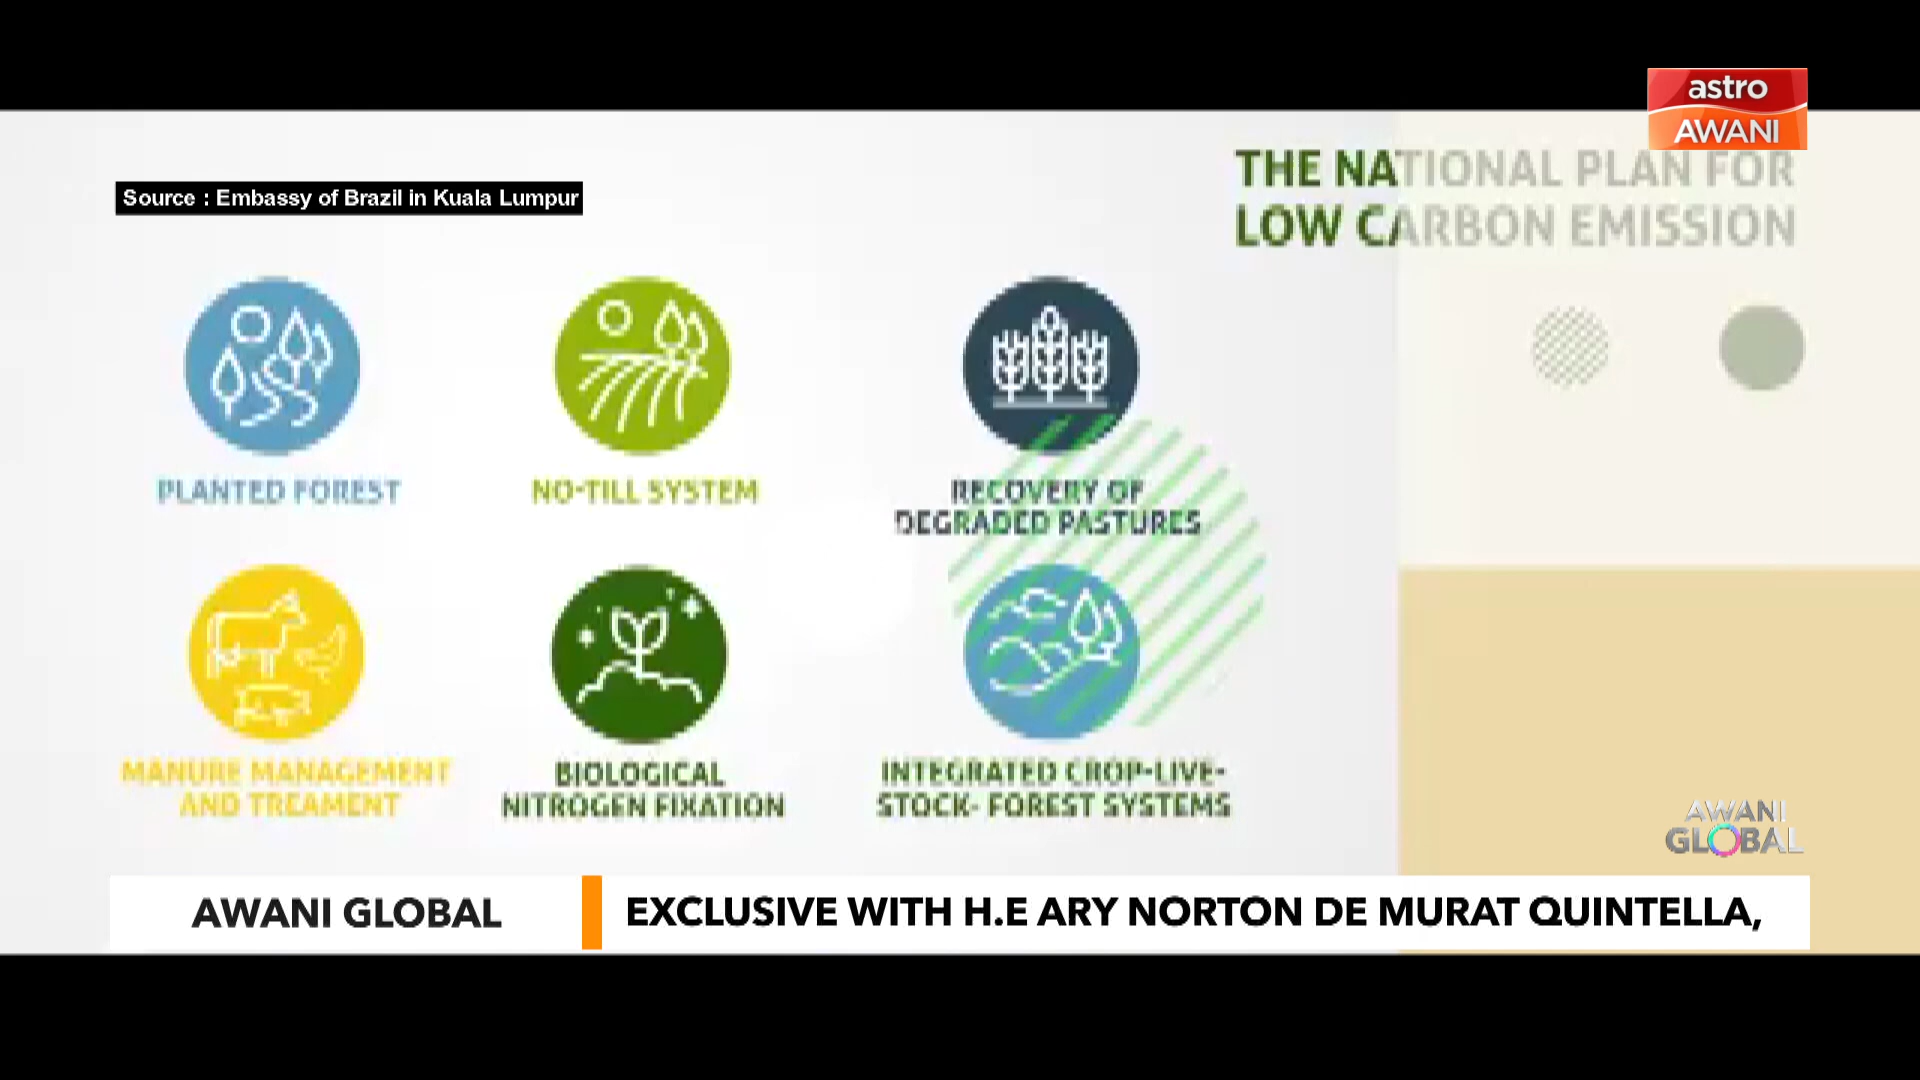 astro
AWANI
THE NATIONAL PLAN FOR
LOW CARBON EMISSION
Source : Embassy of Brazil in Kuala Lumpur
PLANTED FOREST
NO-TILL SYSTEM
RECOVERY OF
DEGRADED PASTURES
MANURE MANAGEMENT
AND TREAMENT
BIOLOGICAL
NITROGEN FIXATION
INTEGRATED CROP-LIVE-
STOCK- FOREST SYSTEMS
AWANI
GLOBAL
AWANI GLOBAL
EXCLUSIVE WITH H.E ARY NORTON DE MURAT QUINTELLA,